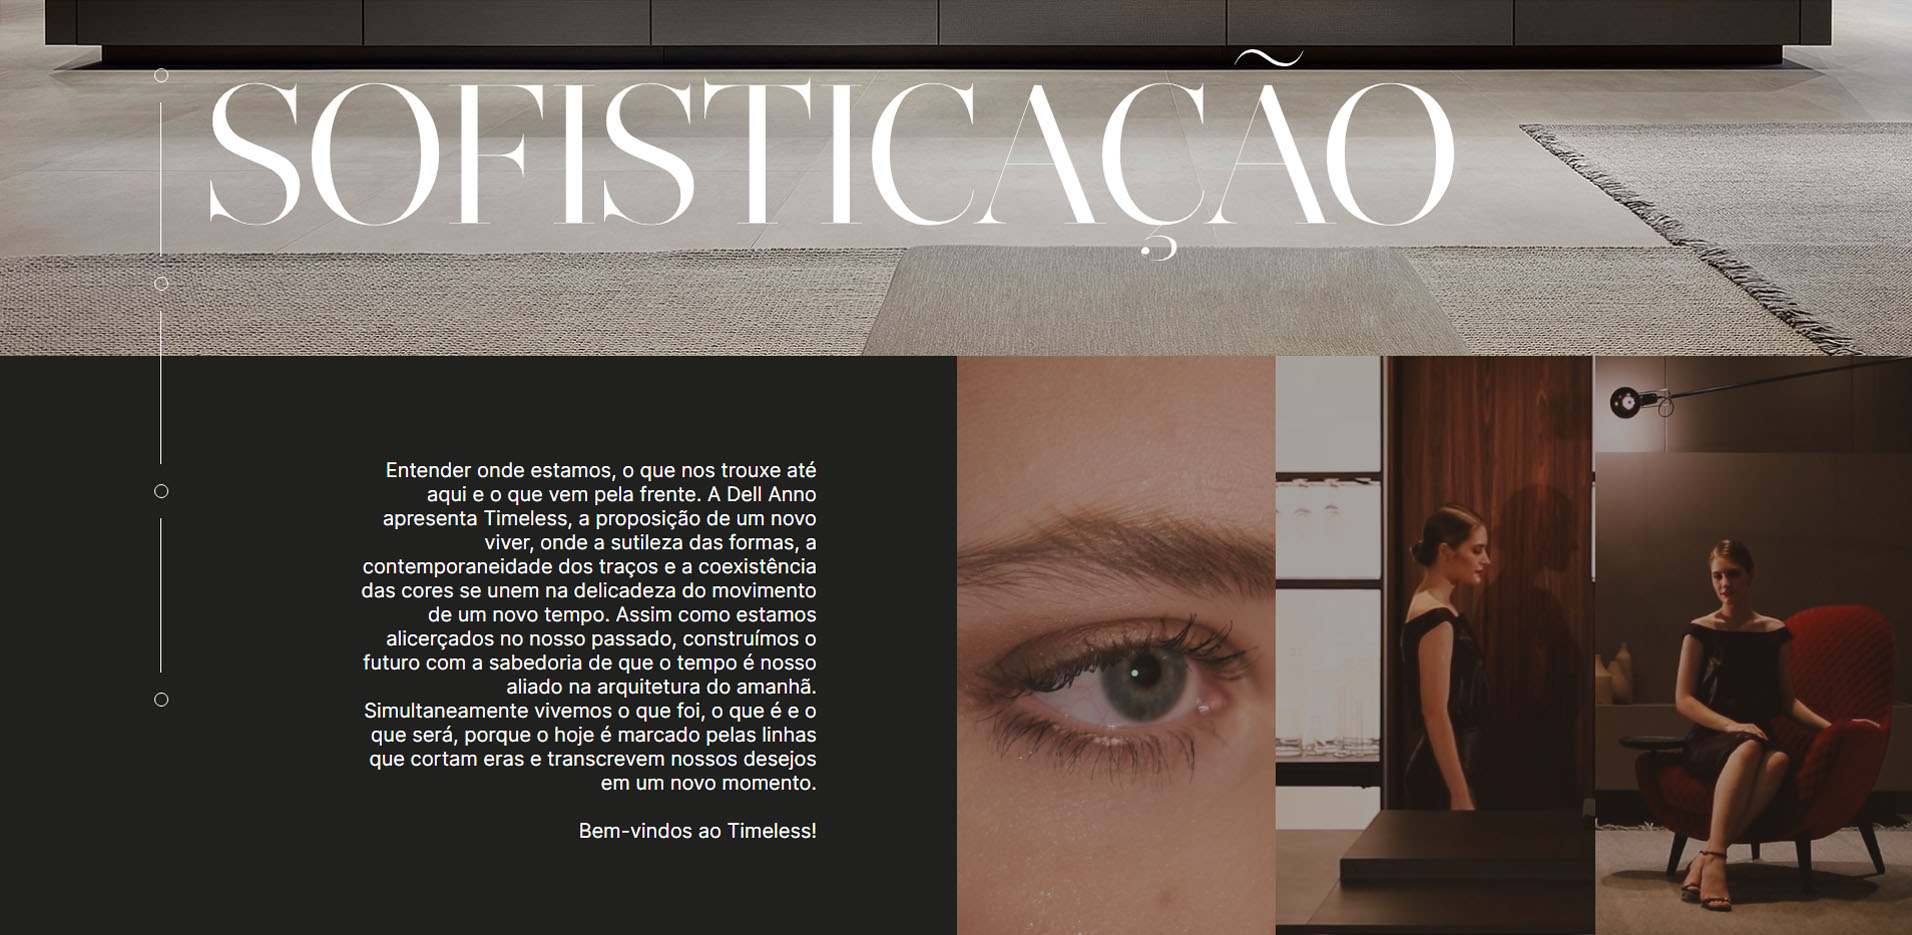 SOFISTICAÇÃO
Entender onde estamos, o que nos trouxe até
aqui e o que vem pela frente. A Dell Anno
apresenta Timeless, a proposição de um novo
viver, onde a sutileza das formas, a
contemporaneidade dos traços e a coexistência
das cores se unem na delicadeza do movimento
de um novo tempo. Assim como estamos
alicerçados no nosso passado, construímos o
futuro com a sabedoria de que o tempo é nosso
aliado na arquitetura do amanhã.
Simultaneamente vivemos o que foi, o que é e o
que será, porque o hoje é marcado pelas linhas
que cortam eras e transcrevem nossos desejos
em um novo momento.
Bem-vindos ao Timeless!